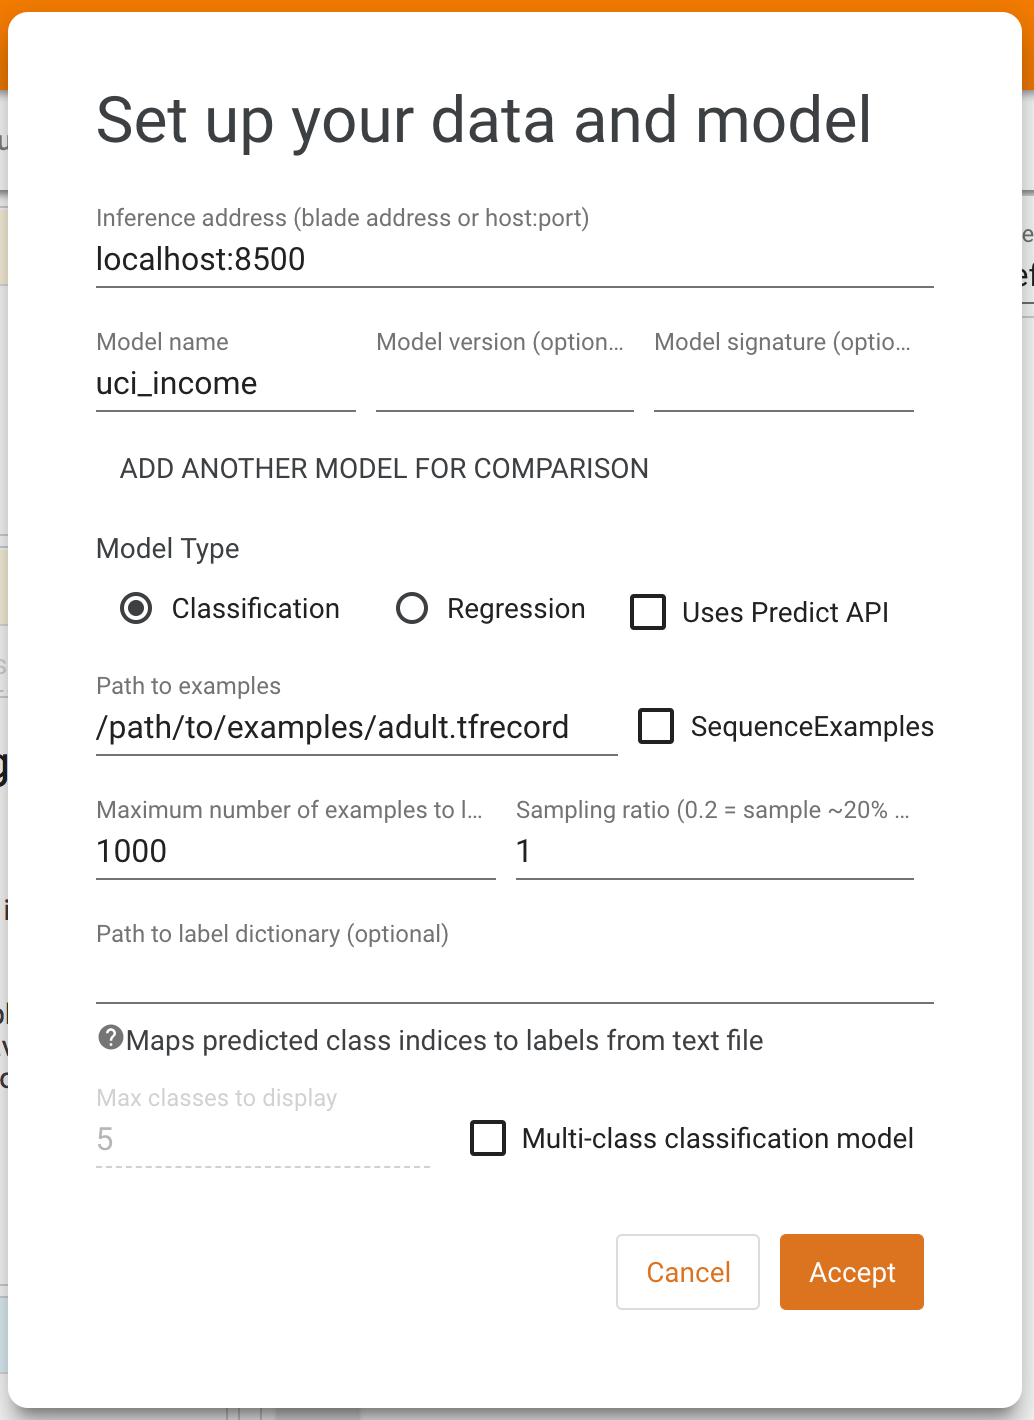 Set up your data and model
Inference address (blade address or host:port)
localhost:8500
Model name Model version (option... Model signature (optio...
uci_income
ADD ANOTHER MODEL FOR COMPARISON
Model Type
Classification Regression Uses Predict API
Path to examples
/path/to/examples/adult.tfrecord SequenceExamples
Maximum number of examples to l... Sampling ratio (0.2 = sample ~20% ...
1000 1
Path to label dictionary (optional)
Maps predicted class indices to labels from text file
Max classes to display
5 Multi-class classification model
Cancel Accept